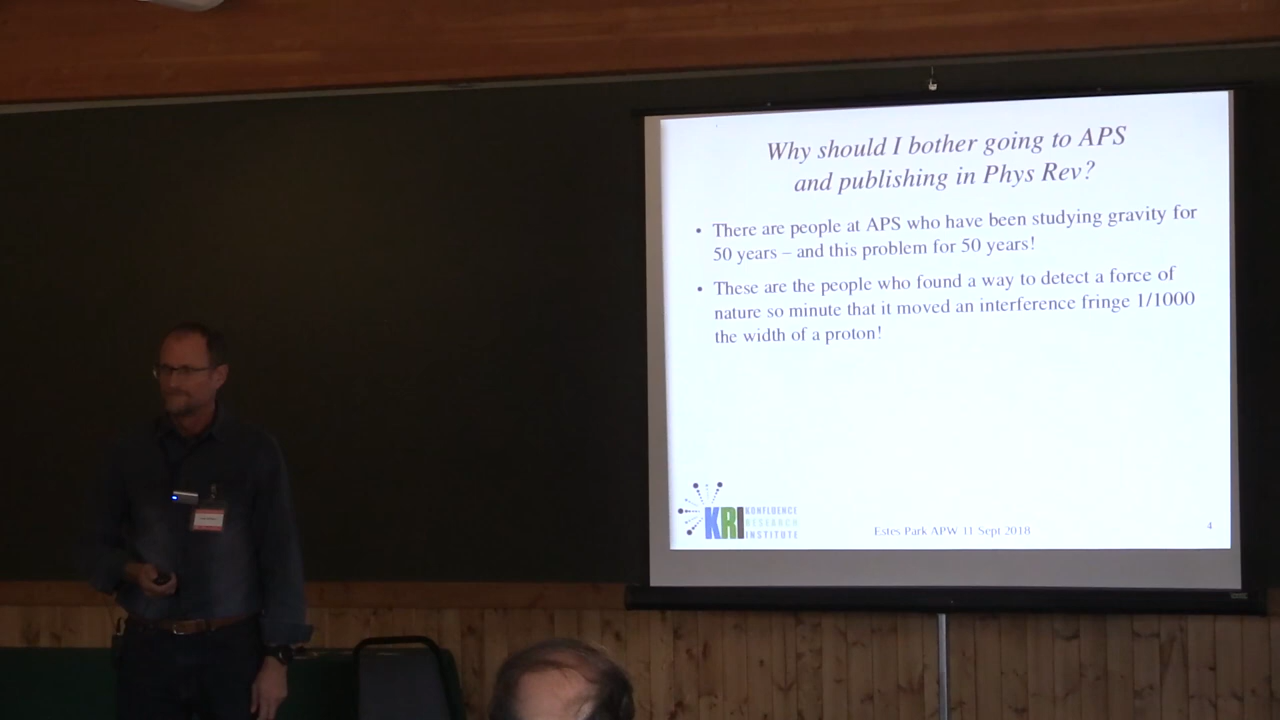 Why should I bother going to APS
and publishing in Phys Rev?
• There are people at APS who have been studying gravity for
50 years – and this problem for 50 years!
• These are the people who found a way to detect a force of
nature so minute that it moved an interference fringe 1/1000
the width of a proton!
KRI
KONFLUENCE
RESEARCH
INSTITUTE
Estes Park APW 11 Sept 2018
4